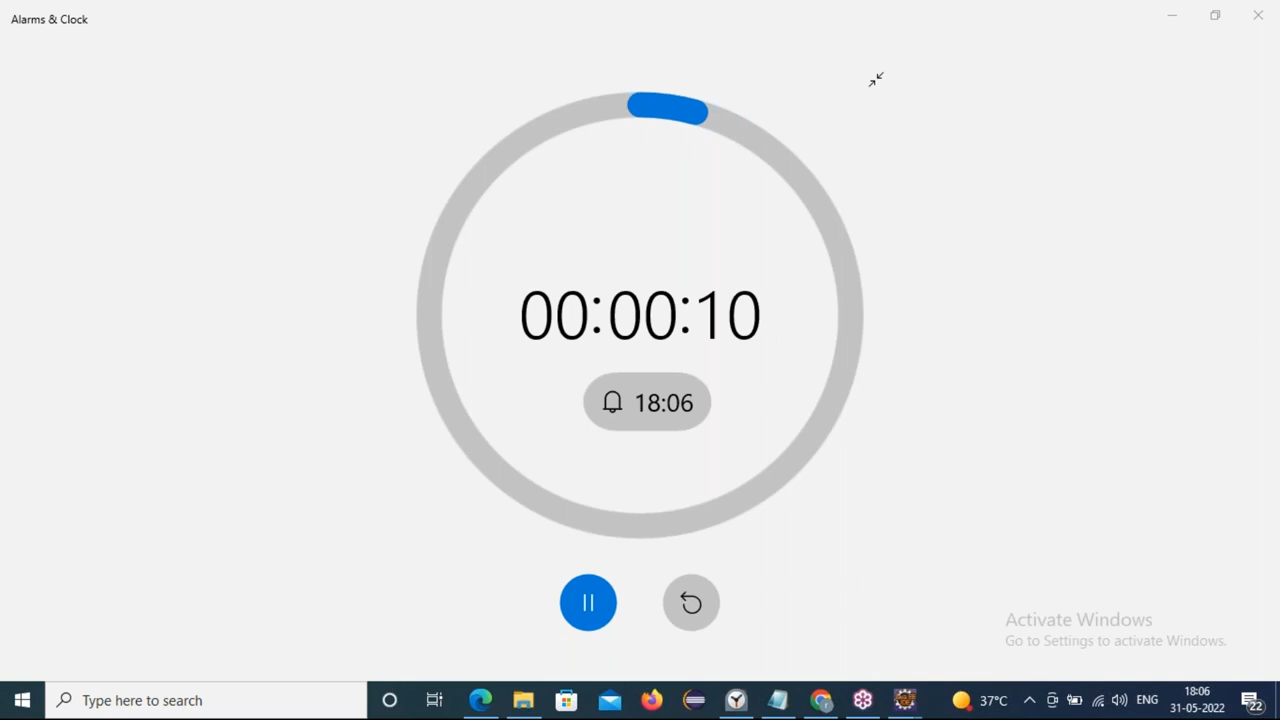 Alarms & Clock
00:00:10
18:06
Activate Windows
Go to Settings to activate Windows.
Type here to search
37°C
ENG
18:06
31-05-2022
22